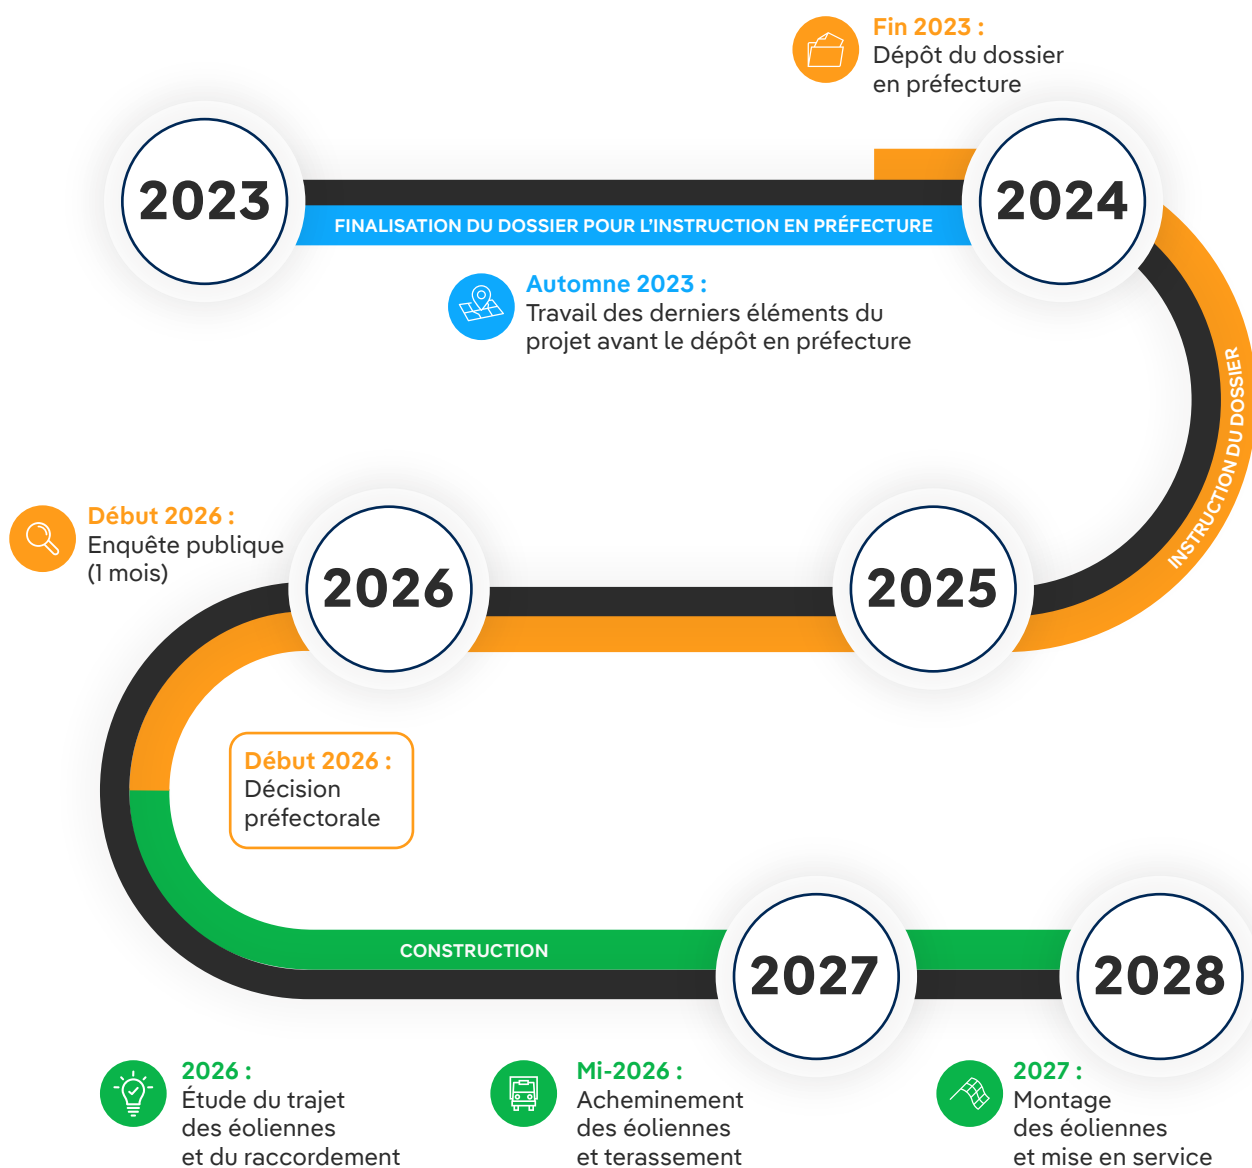 Fin 2023 :
Dépôt du dossier
en préfecture
2023
2024
FINALISATION DU DOSSIER POUR L'INSTRUCTION EN PRÉFECTURE
Automne 2023 :
Travail des derniers éléments du
projet avant le dépôt en préfecture
INSTRUCTION DU DOSSIER
Début 2026 :
Enquête publique
(1 mois)
2026
2025
Début 2026 :
Décision
préfectorale
CONSTRUCTION
2027
2028
2026 :
Étude du trajet
des éoliennes
et du raccordement
Mi-2026 :
Acheminement
des éoliennes
et terassement
2027 :
Montage
des éoliennes
et mise en service